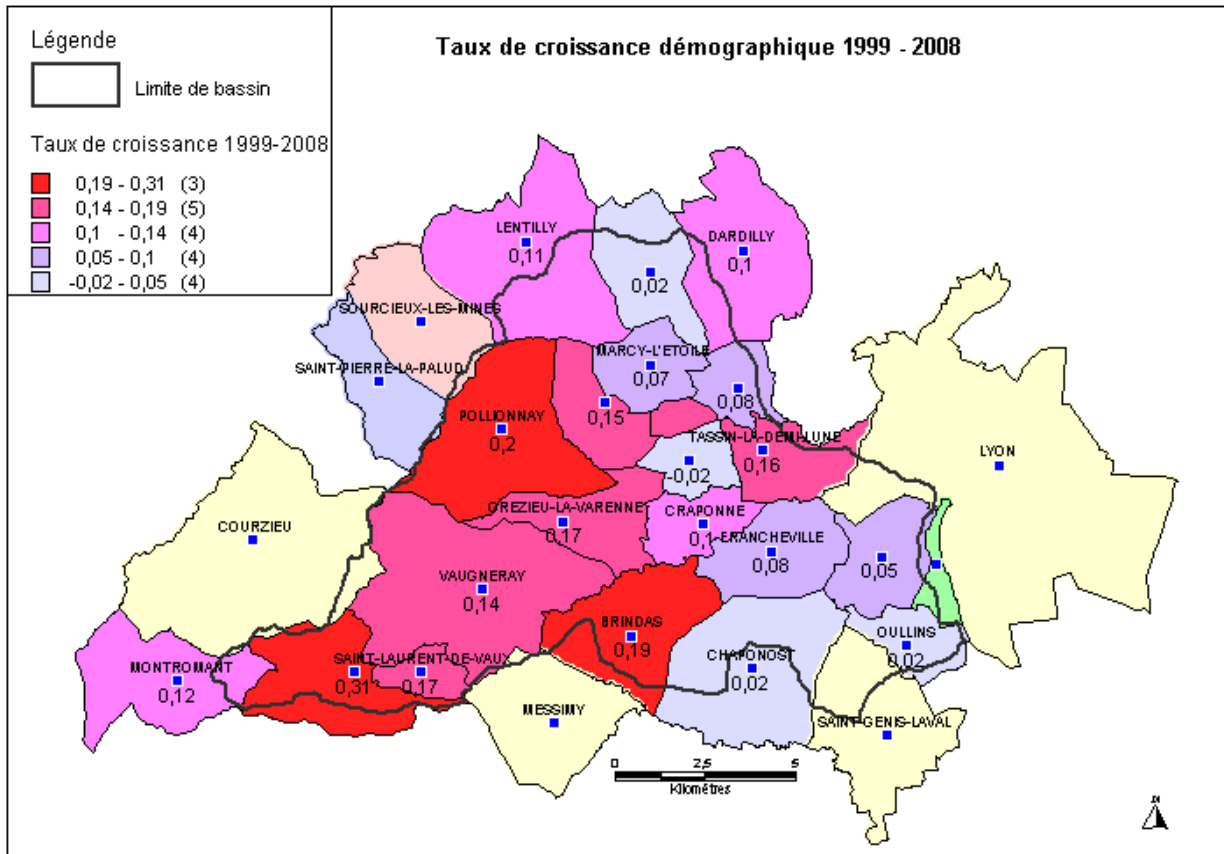 Légende
Limite de bassin
Taux de croissance 1999-2008
0,19 - 0,31 (3)
0,14 - 0,19 (5)
0,1 - 0,14 (4)
0,05 - 0,1 (4)
-0,02 - 0,05 (4)
Taux de croissance démographique 1999 - 2008
LENTILLY
0,11
DARDILLY
0,1
0,02
SOURCIEUX-LES-MINES
SAINT-PIERRE-LA-PALUD
MARCY-L'ETOILE
0,07
0,08
0,15
POLLIONNAY
0,2
TASSIN-LA-DEMI-LUNE
0,16
-0,02
LYON
GREZIEU-LA-VARENNE
0,17
CRAPONNE
0,1
COURZIEU
FRANCHEVILLE
0,08
0,05
VAUGNERAY
0,14
BRINDAS
0,19
OULLINS
0,02
MONTROMANT
0,12
SAINT-LAURENT-DE-VAUX
0,31
0,17
CHAPONOST
0,02
MESSIMY
SAINT-GENIS-LAVAL
0 2,5 5
Kilomètres
N